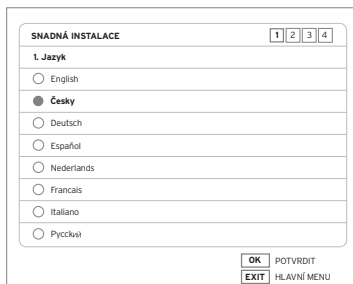 SNADNÁ INSTALACE 1 2 3 4
1. Jazyk
English
Česky
Deutsch
Español
Nederlands
Francais
Italiano
Русский
OK POTVRDIT
EXIT HLAVNÍ MENU